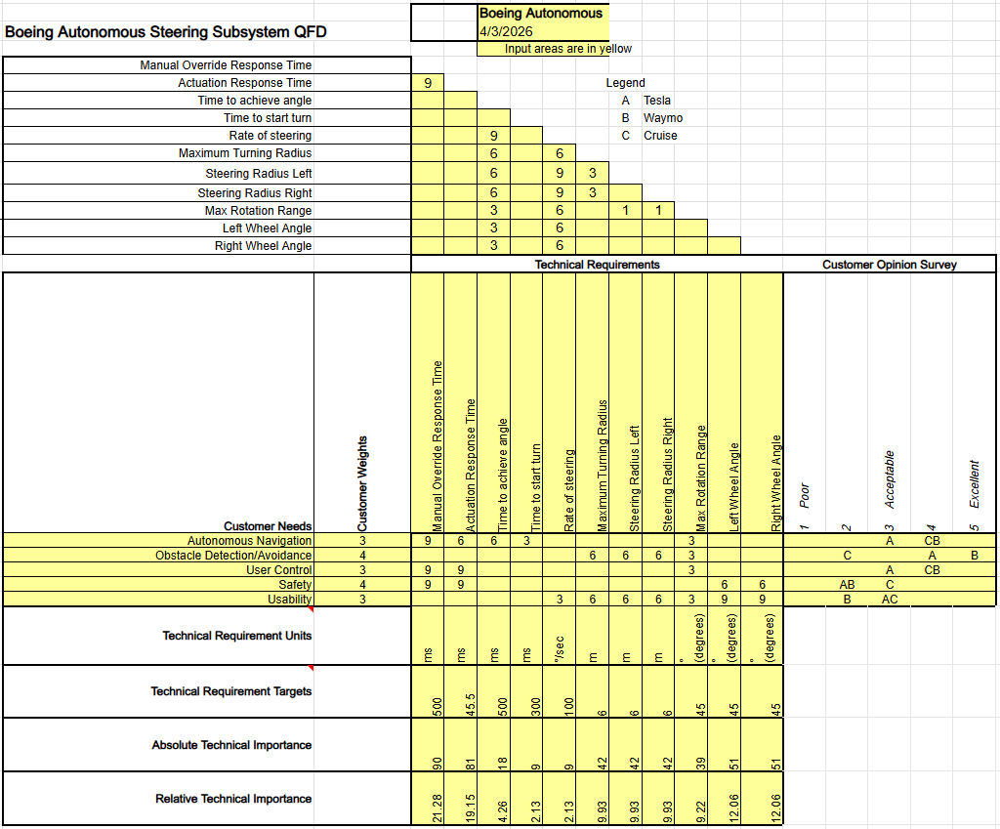 Boeing Autonomous Steering Subsystem QFD
Boeing Autonomous
4/3/2026
Input areas are in yellow
Manual Override Response Time
Actuation Response Time 9
Legend
Time to achieve angle
A Tesla
Time to start turn
B Waymo
Rate of steering 9
C Cruise
Maximum Turning Radius 6 6
Steering Radius Left 6 9 3
Steering Radius Right 6 9 3
Max Rotation Range 3 6 1 1
Left Wheel Angle 3 6
Right Wheel Angle 3 6
Technical Requirements
Customer Opinion Survey
Customer Needs
Customer Weights
Manual Override Response Time
Actuation Response Time
Time to achieve angle
Time to start turn
Rate of steering
Maximum Turning Radius
Steering Radius Left
Steering Radius Right
Max Rotation Range
Left Wheel Angle
Right Wheel Angle
1 Poor
2
3 Acceptable
4
5 Excellent
Autonomous Navigation 3 9 6 6 3 3 A CB
Obstacle Detection/Avoidance 4 6 6 6 3 C A B
User Control 3 9 9 3 A CB
Safety 4 9 9 6 6 AB C
Usability 3 3 6 6 6 3 9 9 B AC
Technical Requirement Units ms ms ms ms °/sec m m m ° (degrees) ° (degrees) ° (degrees)
Technical Requirement Targets 500 45.5 500 300 100 6 6 6 45 45 45
Absolute Technical Importance 90 81 18 9 9 42 42 42 39 51 51
Relative Technical Importance 21.28 19.15 4.26 2.13 2.13 9.93 9.93 9.93 9.22 12.06 12.06